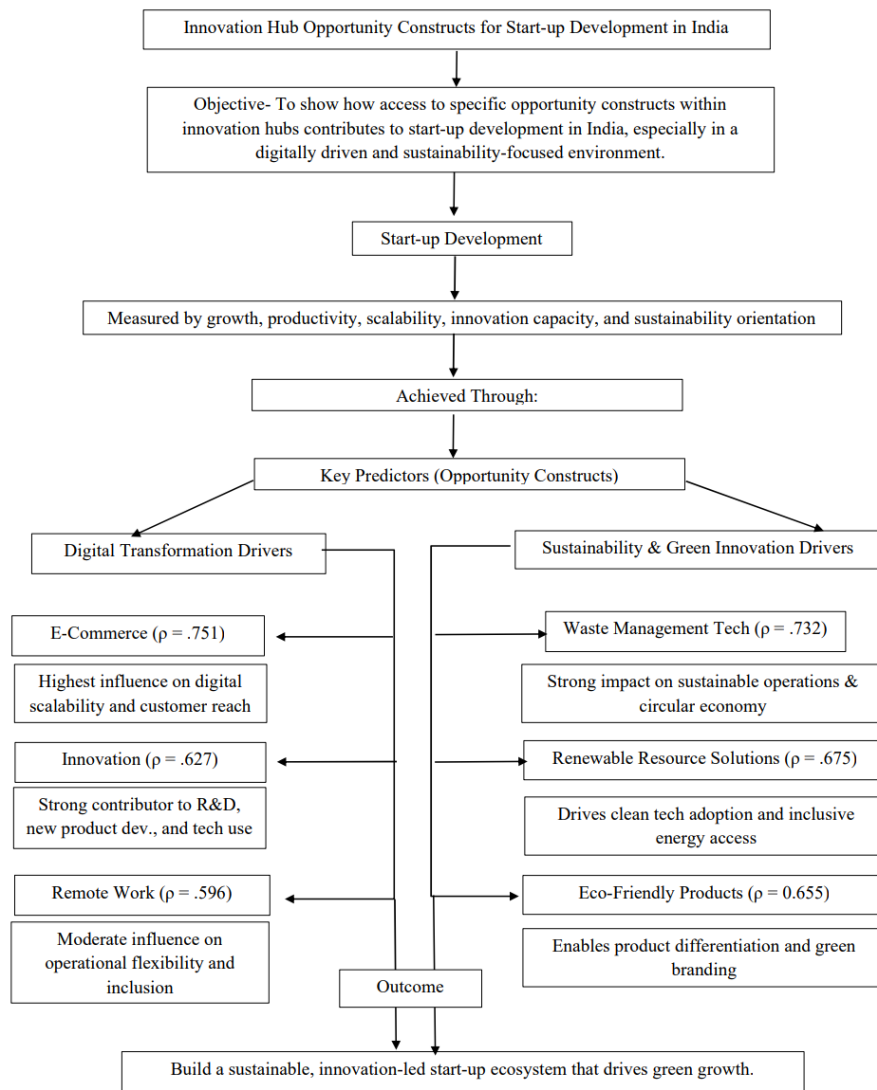 Innovation Hub Opportunity Constructs for Start-up Development in India
Objective- To show how access to specific opportunity constructs within
innovation hubs contributes to start-up development in India, especially in a
digitally driven and sustainability-focused environment.
Start-up Development
Measured by growth, productivity, scalability, innovation capacity, and sustainability orientation
Achieved Through:
Key Predictors (Opportunity Constructs)
Digital Transformation Drivers
Sustainability & Green Innovation Drivers
E-Commerce (ρ = .751)
Highest influence on digital
scalability and customer reach
Innovation (ρ = .627)
Strong contributor to R&D,
new product dev., and tech use
Remote Work (ρ = .596)
Moderate influence on
operational flexibility and
inclusion
Waste Management Tech (ρ = .732)
Strong impact on sustainable operations &
circular economy
Renewable Resource Solutions (ρ = .675)
Drives clean tech adoption and inclusive
energy access
Eco-Friendly Products (ρ = 0.655)
Enables product differentiation and green
branding
Outcome
Build a sustainable, innovation-led start-up ecosystem that drives green growth.